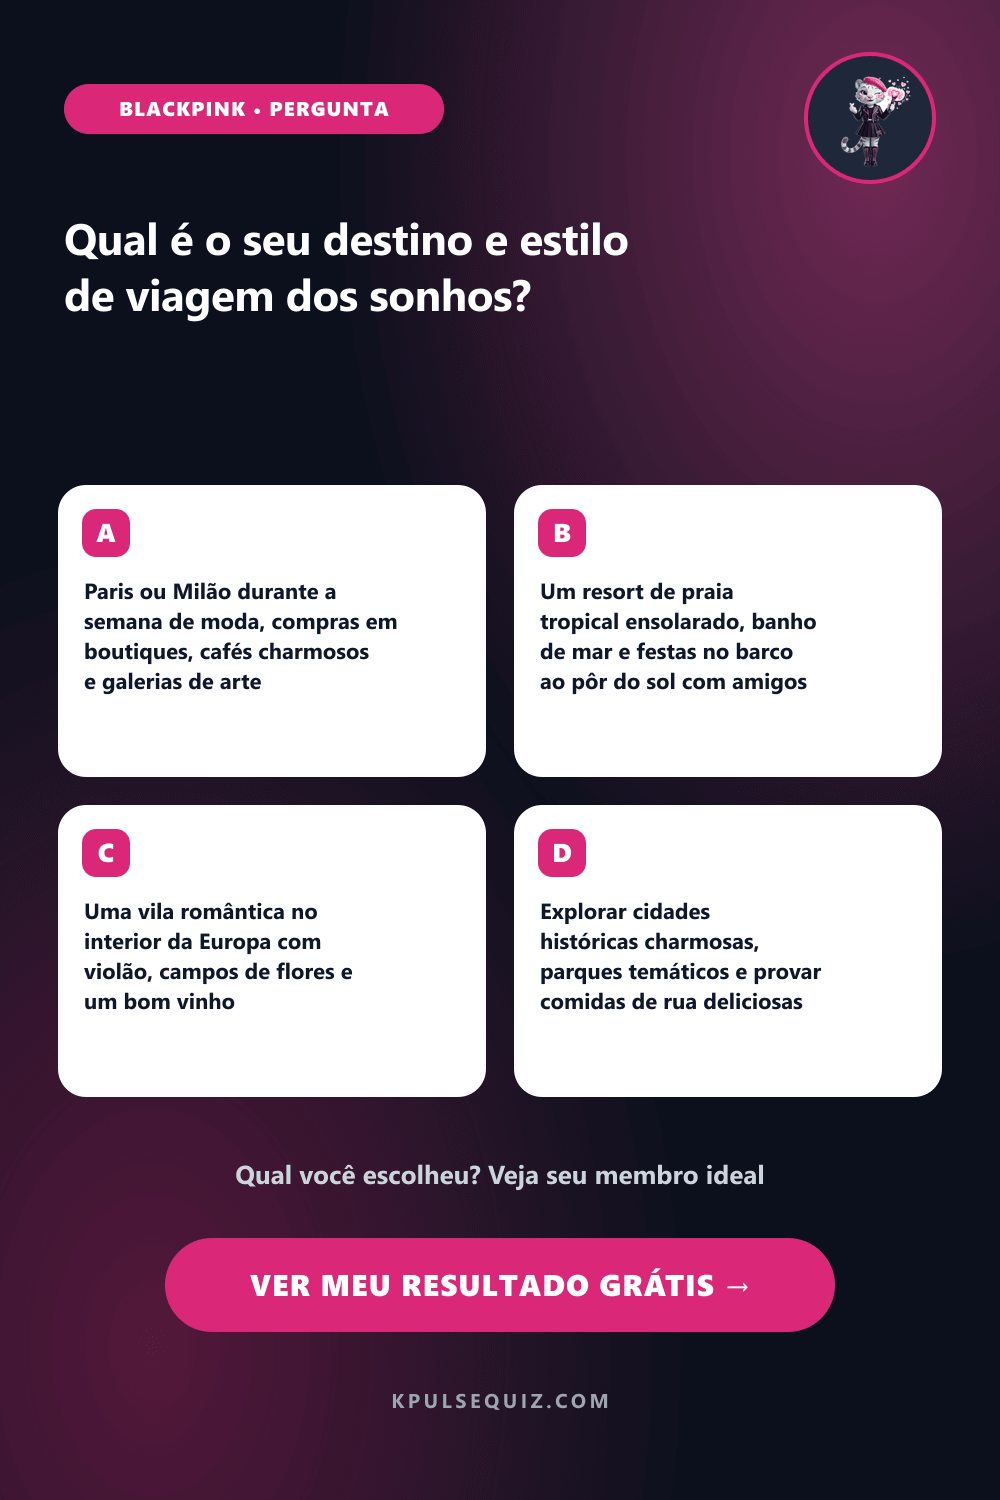 BLACKPINK • PERGUNTA
Qual é o seu destino e estilo
de viagem dos sonhos?
A
Paris ou Milão durante a
semana de moda, compras em
boutiques, cafés charmosos
e galerias de arte
B
Um resort de praia
tropical ensolarado, banho
de mar e festas no barco
ao pôr do sol com amigos
C
Uma vila romântica no
interior da Europa com
violão, campos de flores e
um bom vinho
D
Explorar cidades
históricas charmosas,
parques temáticos e provar
comidas de rua deliciosas
Qual você escolheu? Veja seu membro ideal
VER MEU RESULTADO GRÁTIS →
KPULSEQUIZ.COM